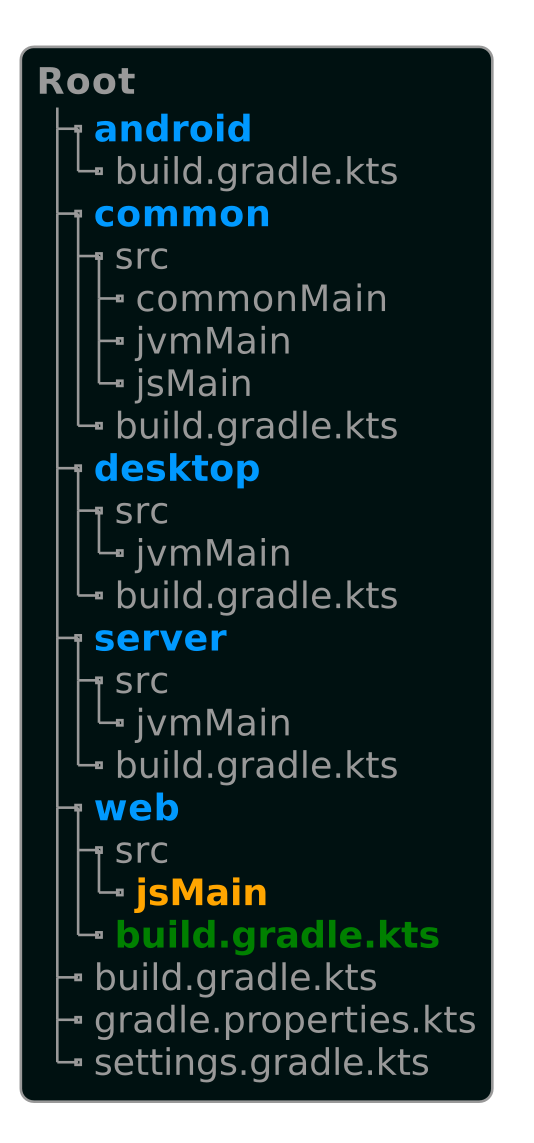 Root
android
build.gradle.kts
common
src
commonMain
jvmMain
jsMain
build.gradle.kts
desktop
src
jvmMain
build.gradle.kts
server
src
jvmMain
build.gradle.kts
web
src
jsMain
build.gradle.kts
build.gradle.kts
gradle.properties.kts
settings.gradle.kts